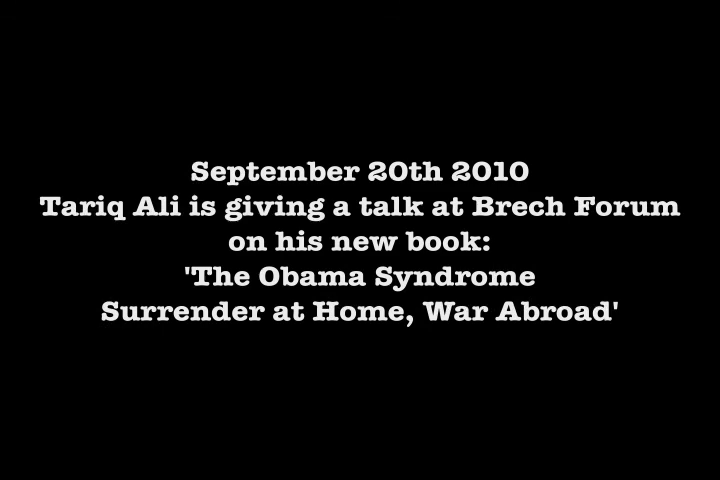 September 20th 2010
Tariq Ali is giving a talk at Brech Forum
on his new book:
'The Obama Syndrome
Surrender at Home, War Abroad'